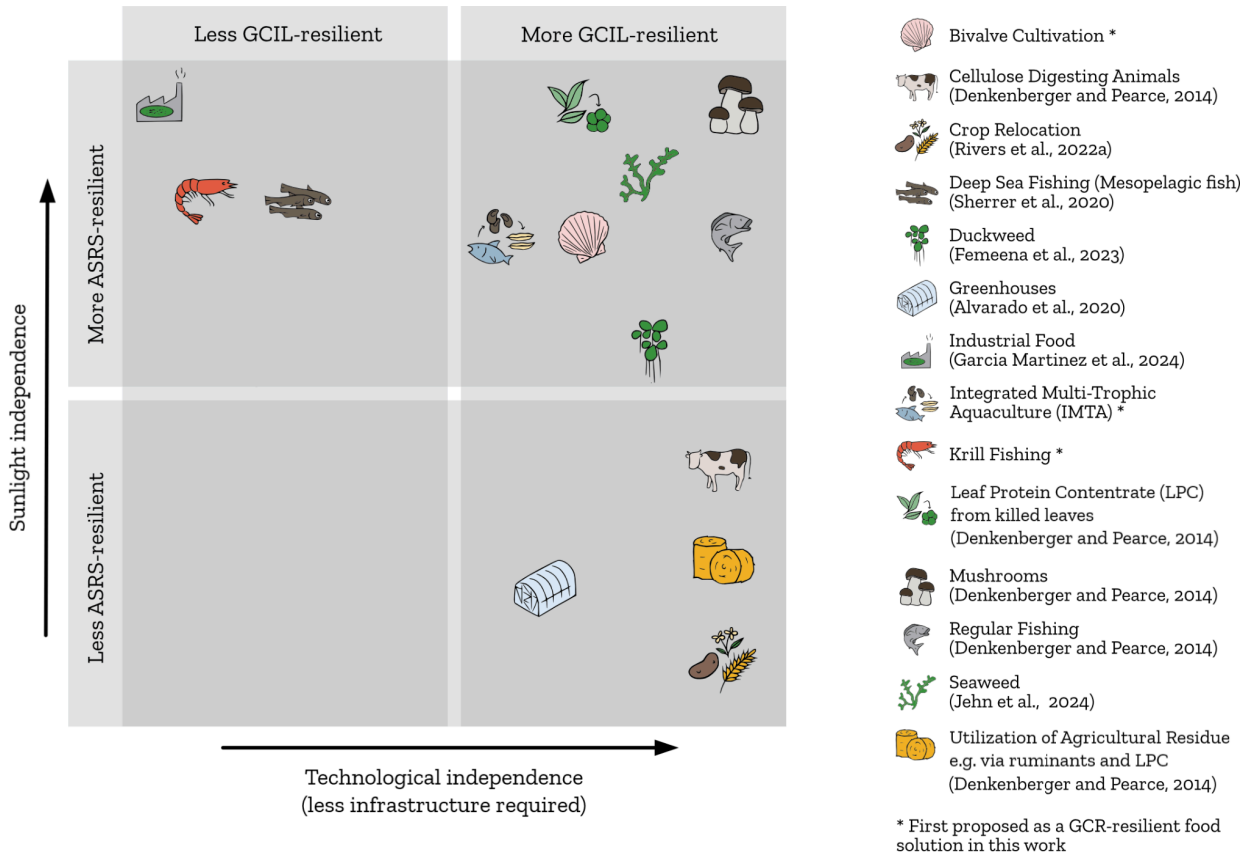 Less GCIL-resilient
More GCIL-resilient
More ASRS-resilient
Less ASRS-resilient
Sunlight independence
Technological independence
(less infrastructure required)
Bivalve Cultivation *
Cellulose Digesting Animals
(Denkenberger and Pearce, 2014)
Crop Relocation
(Rivers et al., 2022a)
Deep Sea Fishing (Mesopelagic fish)
(Sherrer et al., 2020)
Duckweed
(Femeena et al., 2023)
Greenhouses
(Alvarado et al., 2020)
Industrial Food
(Garcia Martinez et al., 2024)
Integrated Multi-Trophic
Aquaculture (IMTA) *
Krill Fishing *
Leaf Protein Contentrate (LPC)
from killed leaves
(Denkenberger and Pearce, 2014)
Mushrooms
(Denkenberger and Pearce, 2014)
Regular Fishing
(Denkenberger and Pearce, 2014)
Seaweed
(Jehn et al., 2024)
Utilization of Agricultural Residue
e.g. via ruminants and LPC
(Denkenberger and Pearce, 2014)
* First proposed as a GCR-resilient food
solution in this work